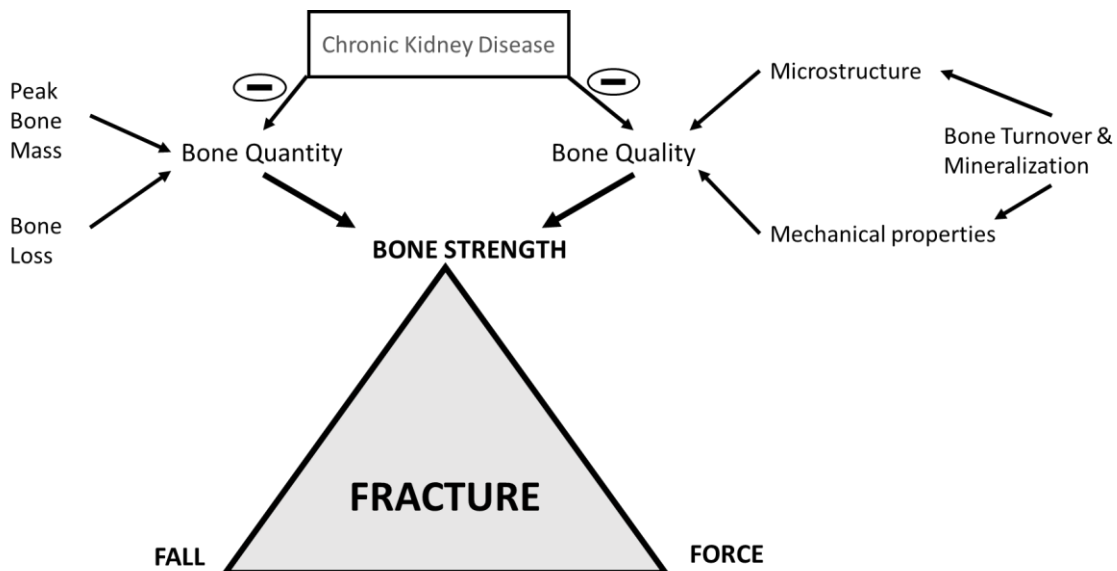 Chronic Kidney Disease
Peak
Bone
Mass
Bone Quantity
Bone Quality
Microstructure
Bone Turnover &
Mineralization
Bone
Loss
Mechanical properties
BONE STRENGTH
FRACTURE
FALL
FORCE